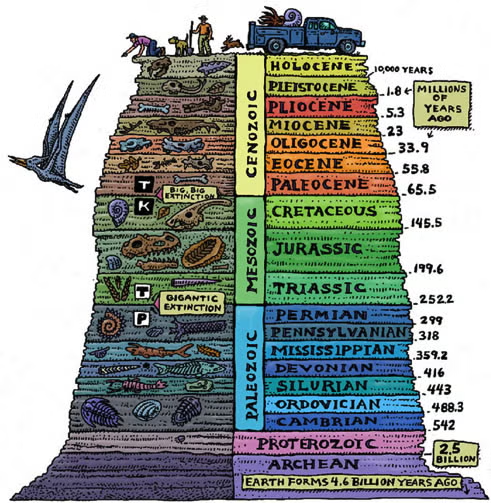 HOLOCENE
10,000 YEARS
PLEISTOCENE
1.8
MILLIONS
OF
YEARS
AGO
PLIOCENE
5.3
MIOCENE
23
OLIGOCENE
33.9
EOCENE
55.8
PALEOCENE
65.5
CENOZOIC
T
BIG, BIG
EXTINCTION
K
CRETACEOUS
145.5
JURASSIC
199.6
TRIASSIC
252.2
MESOZOIC
T
GIGANTIC
EXTINCTION
P
PERMIAN
299
PENNSYLVANIAN
318
MISSISSIPPIAN
359.2
DEVONIAN
416
SILURIAN
443
ORDOVICIAN
488.3
CAMBRIAN
542
PALEOZOIC
PROTEROZOIC
2.5
BILLION
ARCHEAN
EARTH FORMS 4.6 BILLION YEARS AGO